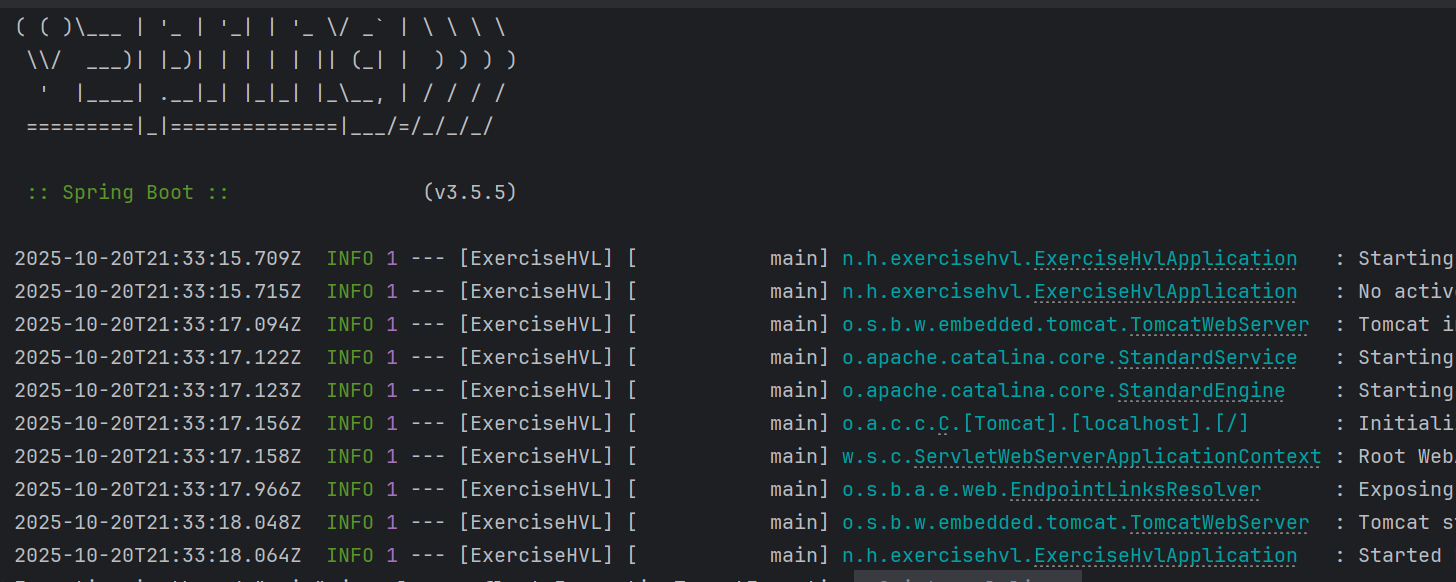 ( ( )\___ | '_ | '_| | '_ \/ _` | \ \ \ \
 \\/  ___)| |_)| | | | | || (_| |  ) ) ) )
  '  |____| .__|_| |_|_| |_\__, | / / / /
 =========|_|==============|___/=/_/_/_/
 :: Spring Boot ::                (v3.5.5)
2025-10-20T21:33:15.709Z  INFO 1 --- [ExerciseHVL] [           main] n.h.exercisehvl.ExerciseHvlApplication   : Starting
2025-10-20T21:33:15.715Z  INFO 1 --- [ExerciseHVL] [           main] n.h.exercisehvl.ExerciseHvlApplication   : No activ
2025-10-20T21:33:17.094Z  INFO 1 --- [ExerciseHVL] [           main] o.s.b.w.embedded.tomcat.TomcatWebServer  : Tomcat i
2025-10-20T21:33:17.122Z  INFO 1 --- [ExerciseHVL] [           main] o.apache.catalina.core.StandardService   : Starting
2025-10-20T21:33:17.123Z  INFO 1 --- [ExerciseHVL] [           main] o.apache.catalina.core.StandardEngine    : Starting
2025-10-20T21:33:17.156Z  INFO 1 --- [ExerciseHVL] [           main] o.a.c.c.C.[Tomcat].[localhost].[/]       : Initiali
2025-10-20T21:33:17.158Z  INFO 1 --- [ExerciseHVL] [           main] w.s.c.ServletWebServerApplicationContext : Root Web
2025-10-20T21:33:17.966Z  INFO 1 --- [ExerciseHVL] [           main] o.s.b.a.e.web.EndpointLinksResolver      : Exposing
2025-10-20T21:33:18.048Z  INFO 1 --- [ExerciseHVL] [           main] o.s.b.w.embedded.tomcat.TomcatWebServer  : Tomcat s
2025-10-20T21:33:18.064Z  INFO 1 --- [ExerciseHVL] [           main] n.h.exercisehvl.ExerciseHvlApplication   : Started